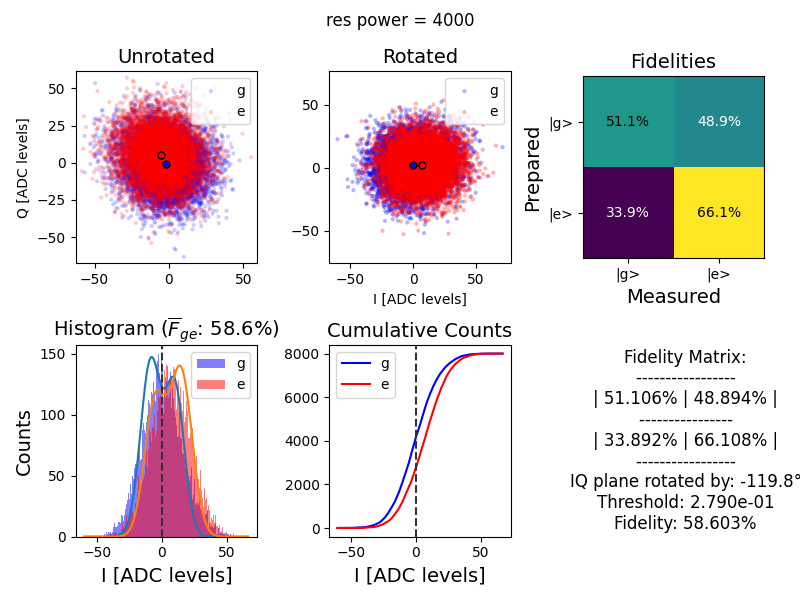 res power = 4000
Unrotated
Q [ADC levels]
50
25
0
−25
−50
−50
0
50
g
e
Rotated
50
0
−50
−50
0
50
I [ADC levels]
g
e
Fidelities
Prepared
|g>
|e>
51.1%
48.9%
33.9%
66.1%
|g>
|e>
Measured
Histogram (F̅ge: 58.6%)
Counts
150
100
50
0
−50
0
50
I [ADC levels]
g
e
Cumulative Counts
8000
6000
4000
2000
0
−50
0
50
I [ADC levels]
g
e
Fidelity Matrix:
-----------------
| 51.106% | 48.894% |
----------------
| 33.892% | 66.108% |
-----------------
IQ plane rotated by: -119.8°
Threshold: 2.790e-01
Fidelity: 58.603%